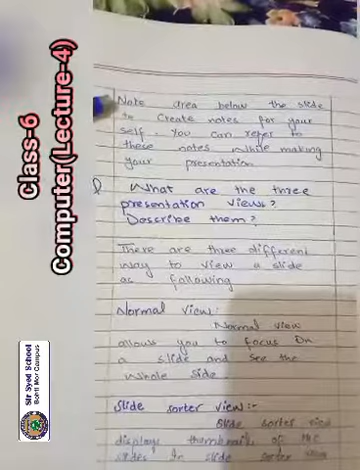 Class-6
Computer(Lecture-4)
Sir Syed School
Bohti Mor Campus
Note area below the slide
to create notes for your
self. You can refer to
these notes while making
your presentation
What are the three
presentation views?
Describe them?
There are three different
way to view a slide
as following
Normal view:
Normal view
allows you to focus on
a slide and see the
whole side
Slide sorter view:-
Slide sorter view
displays thumbnails of the
slides in slide sorter view